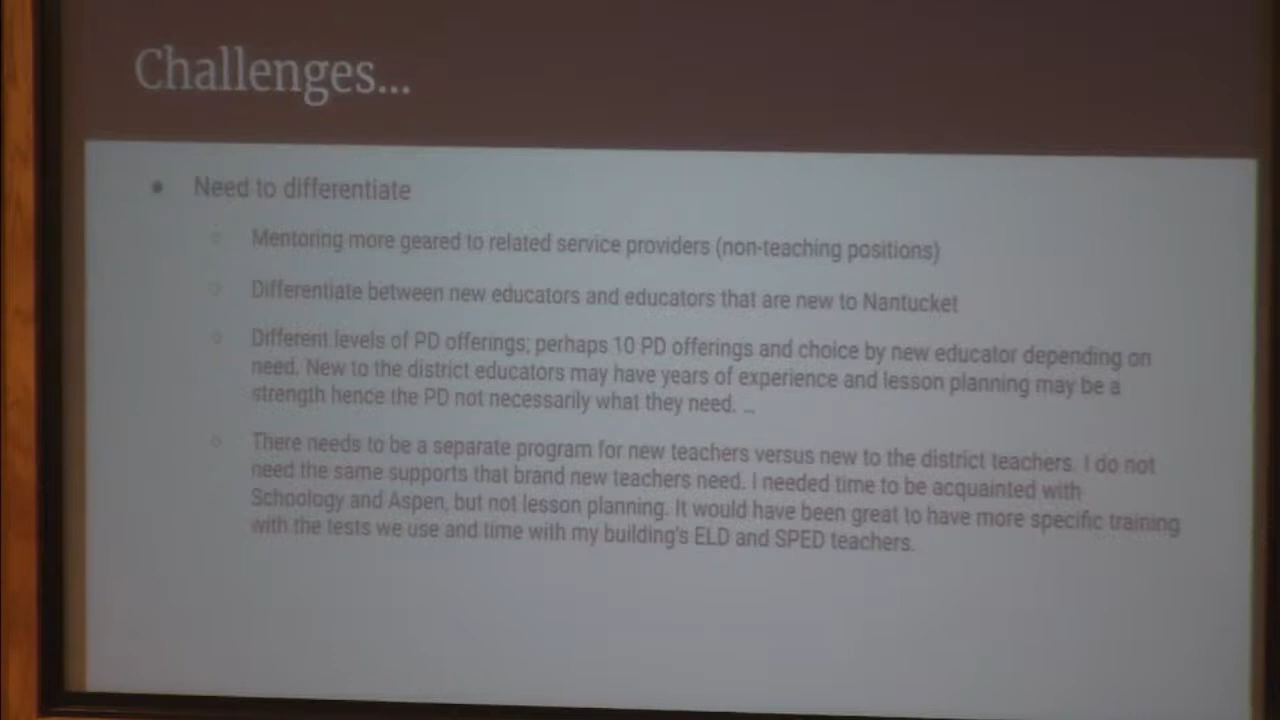 Challenges...
Need to differentiate
Mentoring more geared to related service providers (non-teaching positions)
Differentiate between new educators and educators that are new to Nantucket
Different levels of PD offerings; perhaps 10 PD offerings and choice by new educator depending on
need. New to the district educators may have years of experience and lesson planning may be a
strength hence the PD not necessarily what they need. ...
There needs to be a separate program for new teachers versus new to the district teachers. I do not
need the same supports that brand new teachers need. I needed time to be acquainted with
Schoology and Aspen, but not lesson planning. It would have been great to have more specific training
with the tests we use and time with my building's ELD and SPED teachers.